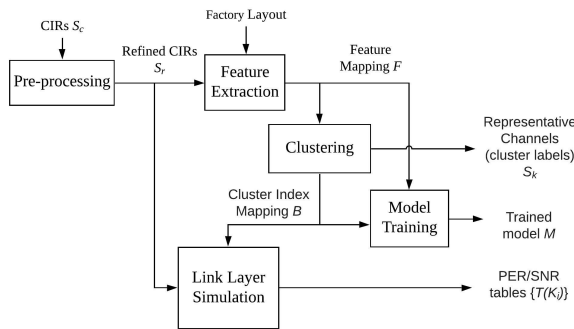 CIRs S_c
Factory Layout
Pre-processing
Refined CIRs
S_r
Feature
Extraction
Feature
Mapping F
Clustering
Representative
Channels
(cluster labels)
S_k
Cluster Index
Mapping B
Model
Training
Trained
model M
Link Layer
Simulation
PER/SNR
tables {T(K_i)}